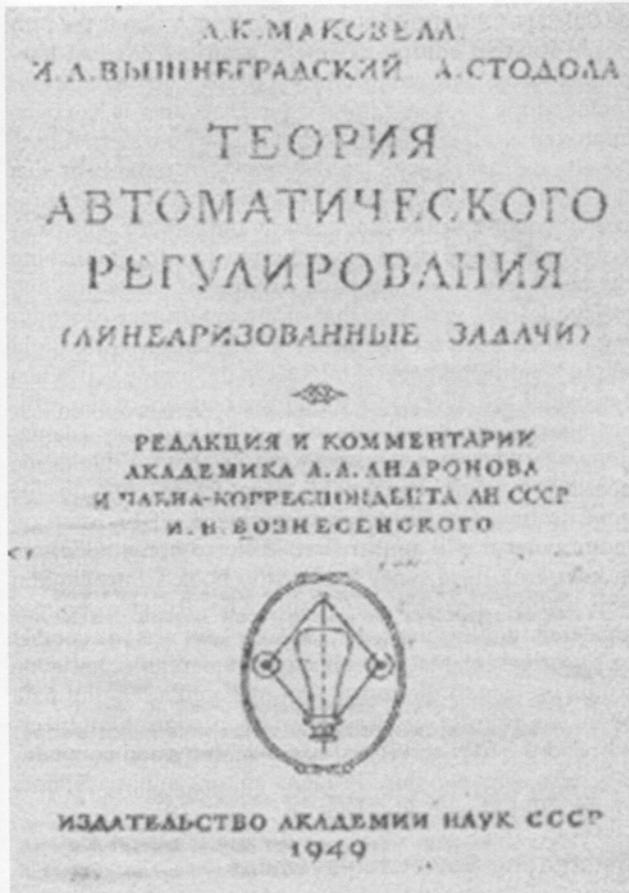 Д.К.МАКСВЕЛЛ
И.А.ВЫШНЕГРАДСКИЙ А.СТОДОЛА
ТЕОРИЯ
АВТОМАТИЧЕСКОГО
РЕГУЛИРОВАНИЯ
(ЛИНЕАРИЗОВАННЫЕ ЗАДАЧИ)
РЕДАКЦИЯ И КОММЕНТАРИИ
АКАДЕМИКА А.А.АНДРОНОВА
И ЧЛЕНА-КОРРЕСПОНДЕНТА АН СССР
И.Н ВОЗНЕСЕНСКОГО
ИЗДАТЕЛЬСТВО АКАДЕМИИ НАУК СССР
1949